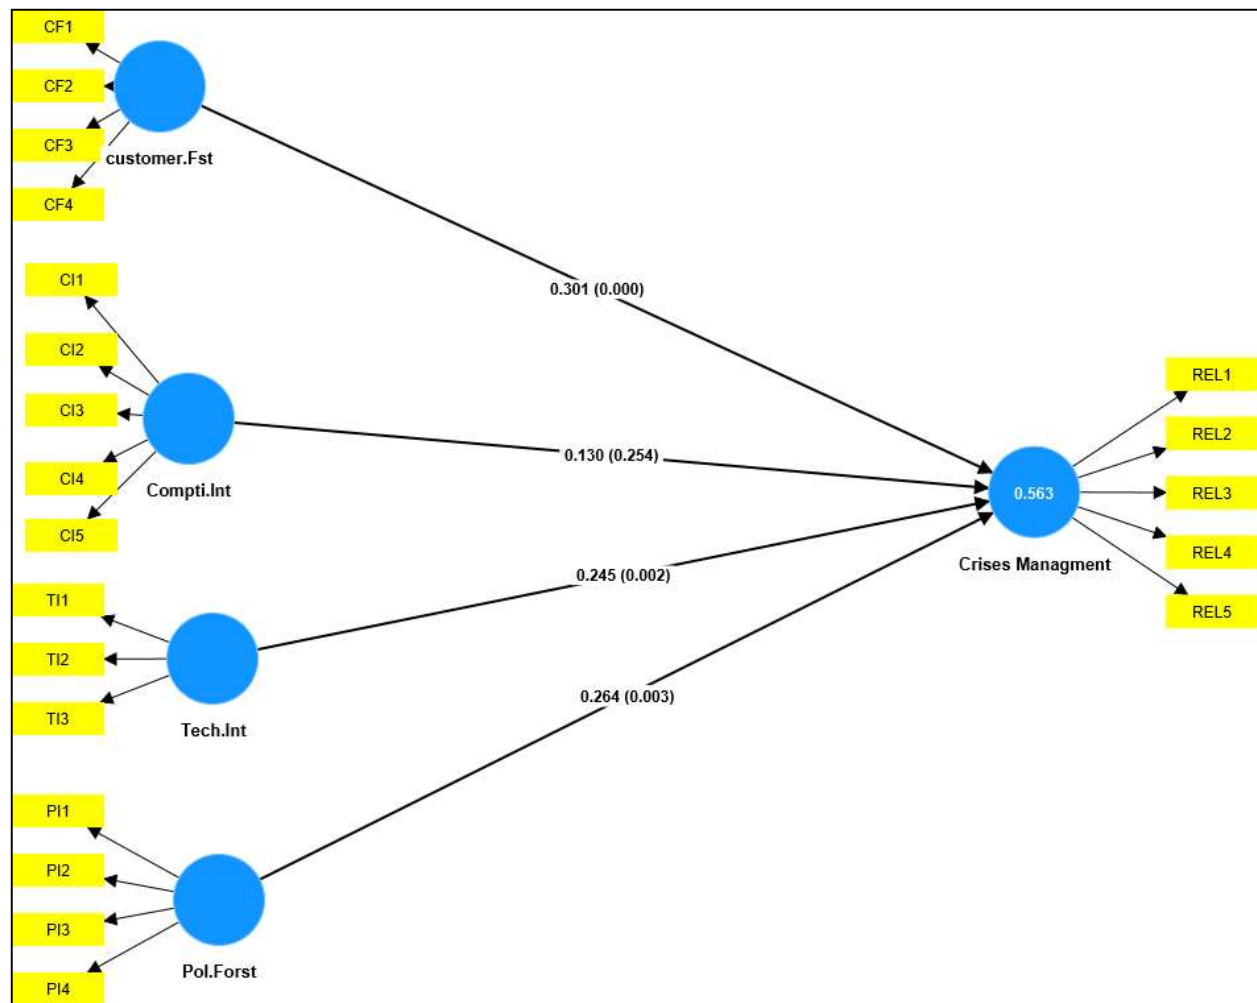 CF1
CF2
CF3
customer.Fst
CF4
CI1
0.301 (0.000)
CI2
CI3
0.130 (0.254)
CI4
Compti.Int
CI5
REL1
REL2
0.563
REL3
REL4
Crises Managment
REL5
0.245 (0.002)
TI1
TI2
TI3
Tech.Int
0.264 (0.003)
PI1
PI2
PI3
Pol.Forst
PI4